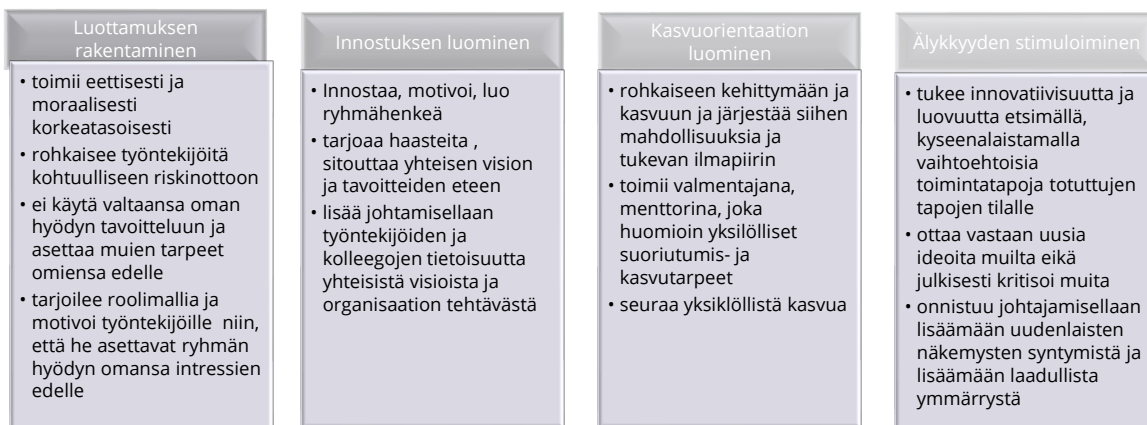 Luottamuksen
rakentaminen
• toimii eettisesti ja
moraalisesti
korkeatasoisesti
• rohkaisee työntekijöitä
kohtuulliseen riskinottoon
• ei käytä valtaansa oman
hyödyn tavoitteluun ja
asettaa muien tarpeet
omiensa edelle
• tarjoilee roolimallia ja
motivoi työntekijöille niin,
että he asettavat ryhmän
hyödyn omansa intressien
edelle
Innostuksen luominen
• Innostaa, motivoi, luo
ryhmähenkeä
• tarjoaa haasteita ,
sitouttaa yhteisen vision
ja tavoitteiden eteen
• lisää johtamisellaan
työntekijöiden ja
kolleegojen tietoisuutta
yhteisistä visioista ja
organisaation tehtävästä
Kasvuorientaation
luominen
• rohkaiseen kehittymään ja
kasvuun ja järjestää siihen
mahdollisuuksia ja
tukevan ilmapiirin
• toimii valmentajana,
menttorina, joka
huomioin yksilölliset
suoriutumis- ja
kasvutarpeet
• seuraa yksiklöllistä kasvua
Älykkyyden stimuloiminen
• tukee innovatiivisuutta ja
luovuutta etsimällä,
kyseenalaistamalla
vaihtoehtoisia
toimintatapoja totuttujen
tapojen tilalle
• ottaa vastaan uusia
ideoita muilta eikä
julkisesti kritisoi muita
• onnistuu johtajamisellaan
lisäämään uudenlaisten
näkemysten syntymistä ja
lisäämään laadullista
ymmärrystä